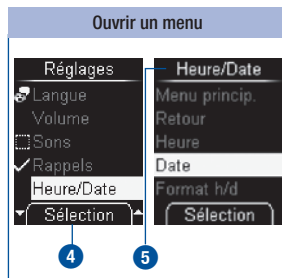 Ouvrir un menu
Réglages
Langue
Volume
Sons
Rappels
Heure/Date
Sélection
4
Heure/Date
Menu princip.
Retour
Heure
Date
Format h/d
Sélection
5